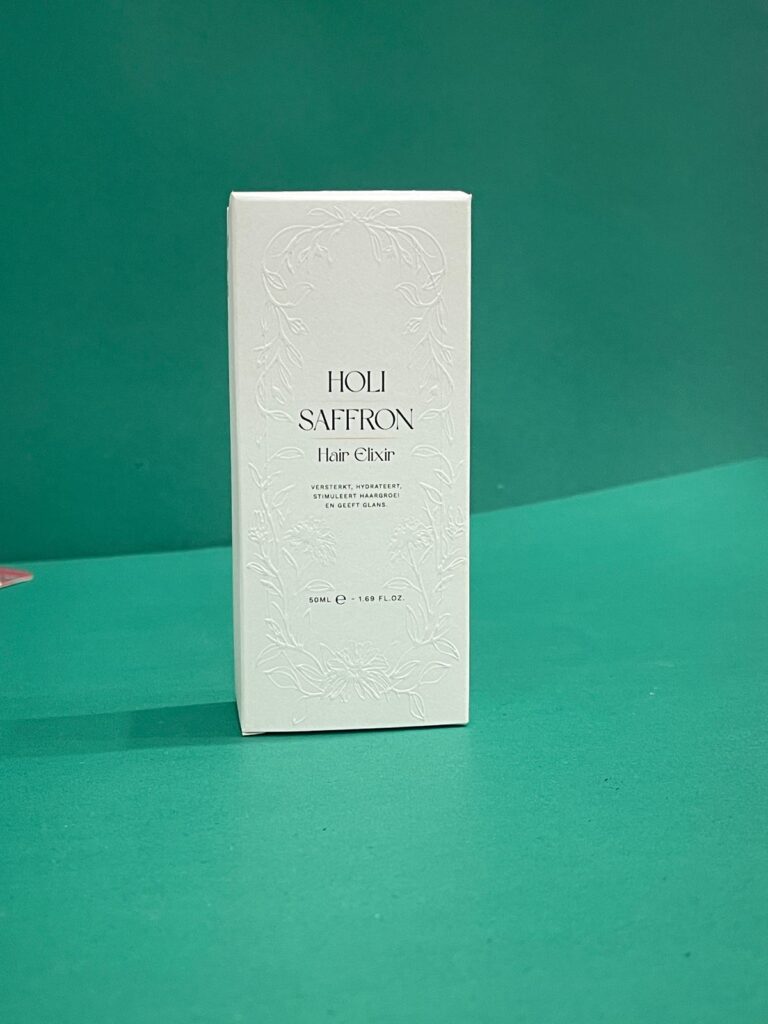 HOLI
SAFFRON
Hair Elixir
VERSTERKT, HYDRATEERT,
STIMULEERT HAARGROEI
EN GEEFT GLANS.
50ML ℮ - 1.69 FL.OZ.